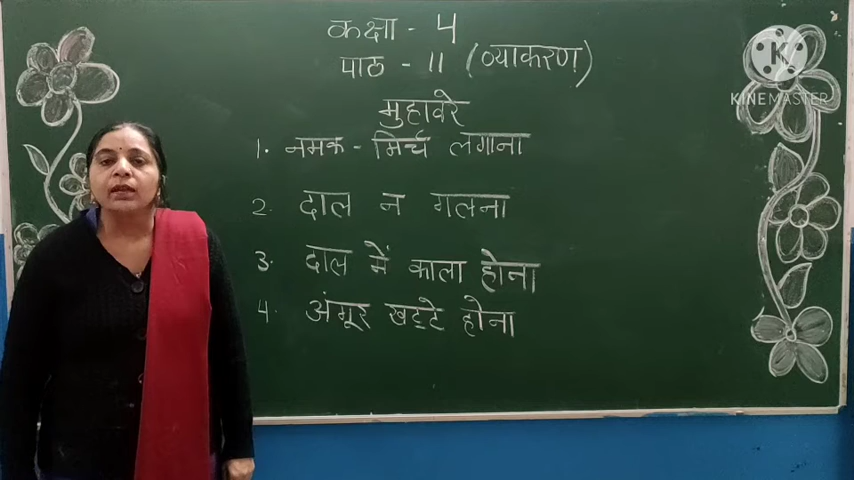 कक्षा - 4
पाठ - 11 (व्याकरण)
मुहावरे
1. नमक - मिर्च लगाना
2. दाल न गलना
3. दाल में काला होना
4. अंगूर खट्टे होना
K
KINEMASTER